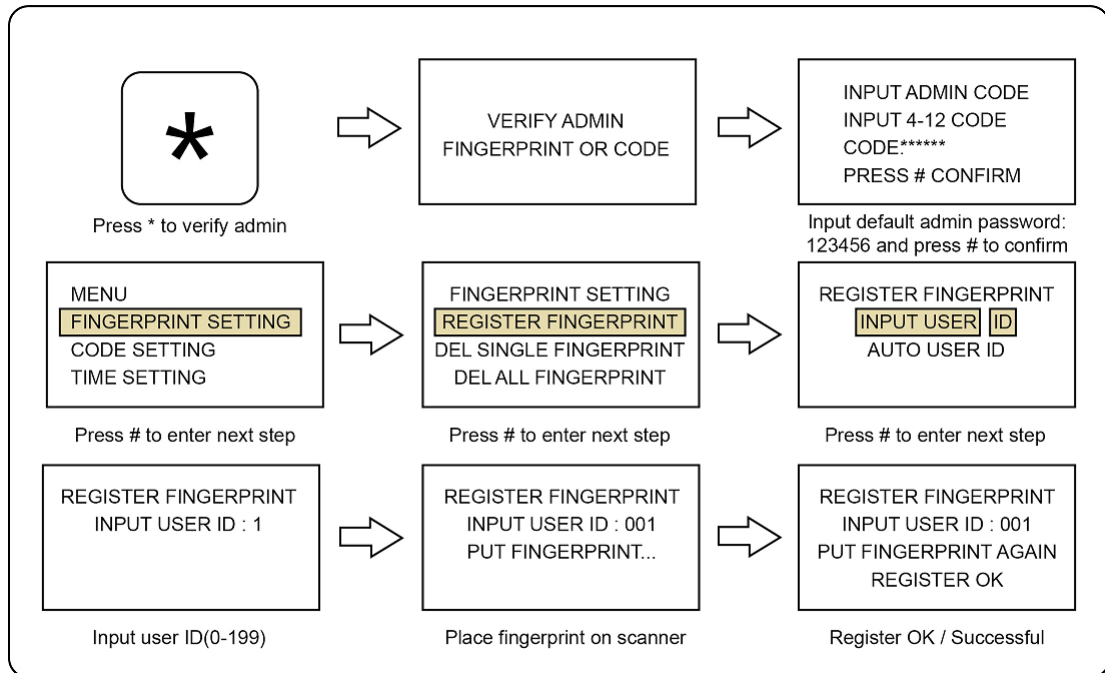 *
Press * to verify admin
VERIFY ADMIN
FINGERPRINT OR CODE
INPUT ADMIN CODE
INPUT 4-12 CODE
CODE:******
PRESS # CONFIRM
Input default admin password:
123456 and press # to confirm
MENU
FINGERPRINT SETTING
CODE SETTING
TIME SETTING
Press # to enter next step
FINGERPRINT SETTING
REGISTER FINGERPRINT
DEL SINGLE FINGERPRINT
DEL ALL FINGERPRINT
Press # to enter next step
REGISTER FINGERPRINT
INPUT USER ID
AUTO USER ID
Press # to enter next step
REGISTER FINGERPRINT
INPUT USER ID : 1
Input user ID(0-199)
REGISTER FINGERPRINT
INPUT USER ID : 001
PUT FINGERPRINT...
Place fingerprint on scanner
REGISTER FINGERPRINT
INPUT USER ID : 001
PUT FINGERPRINT AGAIN
REGISTER OK
Register OK / Successful